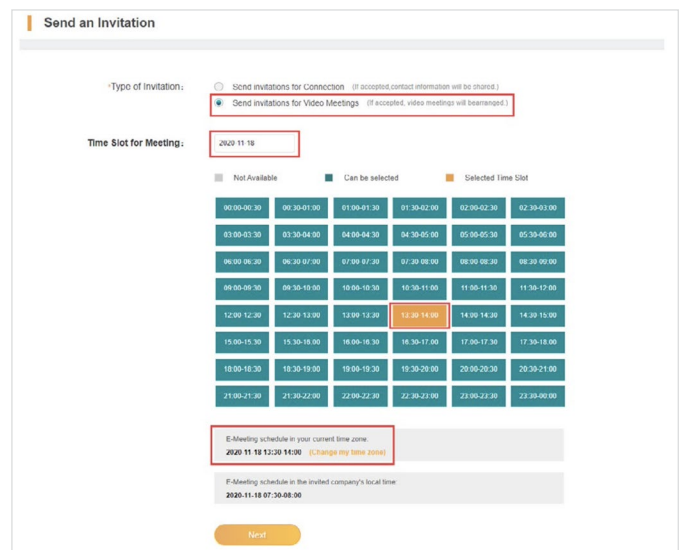 Send an Invitation
*Type of Invitation:
Send invitations for Connection (If accepted,contact information will be shared.)
Send invitations for Video Meetings (If accepted, video meetings will bearranged.)
Time Slot for Meeting:
2020-11-18
Not Available Can be selected Selected Time Slot
00:00-00:30 00:30-01:00 01:00-01:30 01:30-02:00 02:00-02:30 02:30-03:00
03:00-03:30 03:30-04:00 04:00-04:30 04:30-05:00 05:00-05:30 05:30-06:00
06:00-06:30 06:30-07:00 07:00-07:30 07:30-08:00 08:00-08:30 08:30-09:00
09:00-09:30 09:30-10:00 10:00-10:30 10:30-11:00 11:00-11:30 11:30-12:00
12:00-12:30 12:30-13:00 13:00-13:30 13:30-14:00 14:00-14:30 14:30-15:00
15:00-15:30 15:30-16:00 16:00-16:30 16:30-17:00 17:00-17:30 17:30-18:00
18:00-18:30 18:30-19:00 19:00-19:30 19:30-20:00 20:00-20:30 20:30-21:00
21:00-21:30 21:30-22:00 22:00-22:30 22:30-23:00 23:00-23:30 23:30-00:00
E-Meeting schedule in your current time zone:
2020-11-18 13:30-14:00 (Change my time zone)
E-Meeting schedule in the invited company's local time:
2020-11-18 07:30-08:00
Next